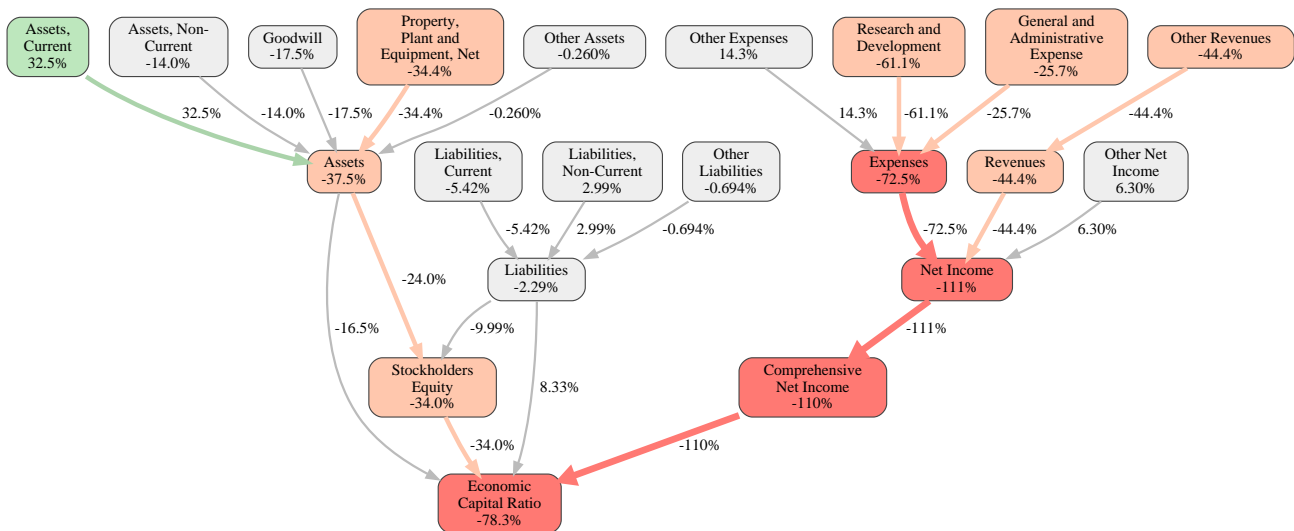 Assets,
Current
32.5%
Assets, Non-
Current
-14.0%
Goodwill
-17.5%
Property,
Plant and
Equipment, Net
-34.4%
Other Assets
-0.260%
Other Expenses
14.3%
Research and
Development
-61.1%
General and
Administrative
Expense
-25.7%
Other Revenues
-44.4%
32.5%
-14.0%
-17.5%
-34.4%
-0.260%
14.3%
-61.1%
-25.7%
-44.4%
Assets
-37.5%
Liabilities,
Current
-5.42%
Liabilities,
Non-Current
2.99%
Other
Liabilities
-0.694%
Expenses
-72.5%
Revenues
-44.4%
Other Net
Income
6.30%
-5.42%
2.99%
-0.694%
-72.5%
-44.4%
6.30%
-24.0%
Liabilities
-2.29%
Net Income
-111%
-16.5%
-9.99%
-111%
Stockholders
Equity
-34.0%
8.33%
Comprehensive
Net Income
-110%
-34.0%
-110%
Economic
Capital Ratio
-78.3%